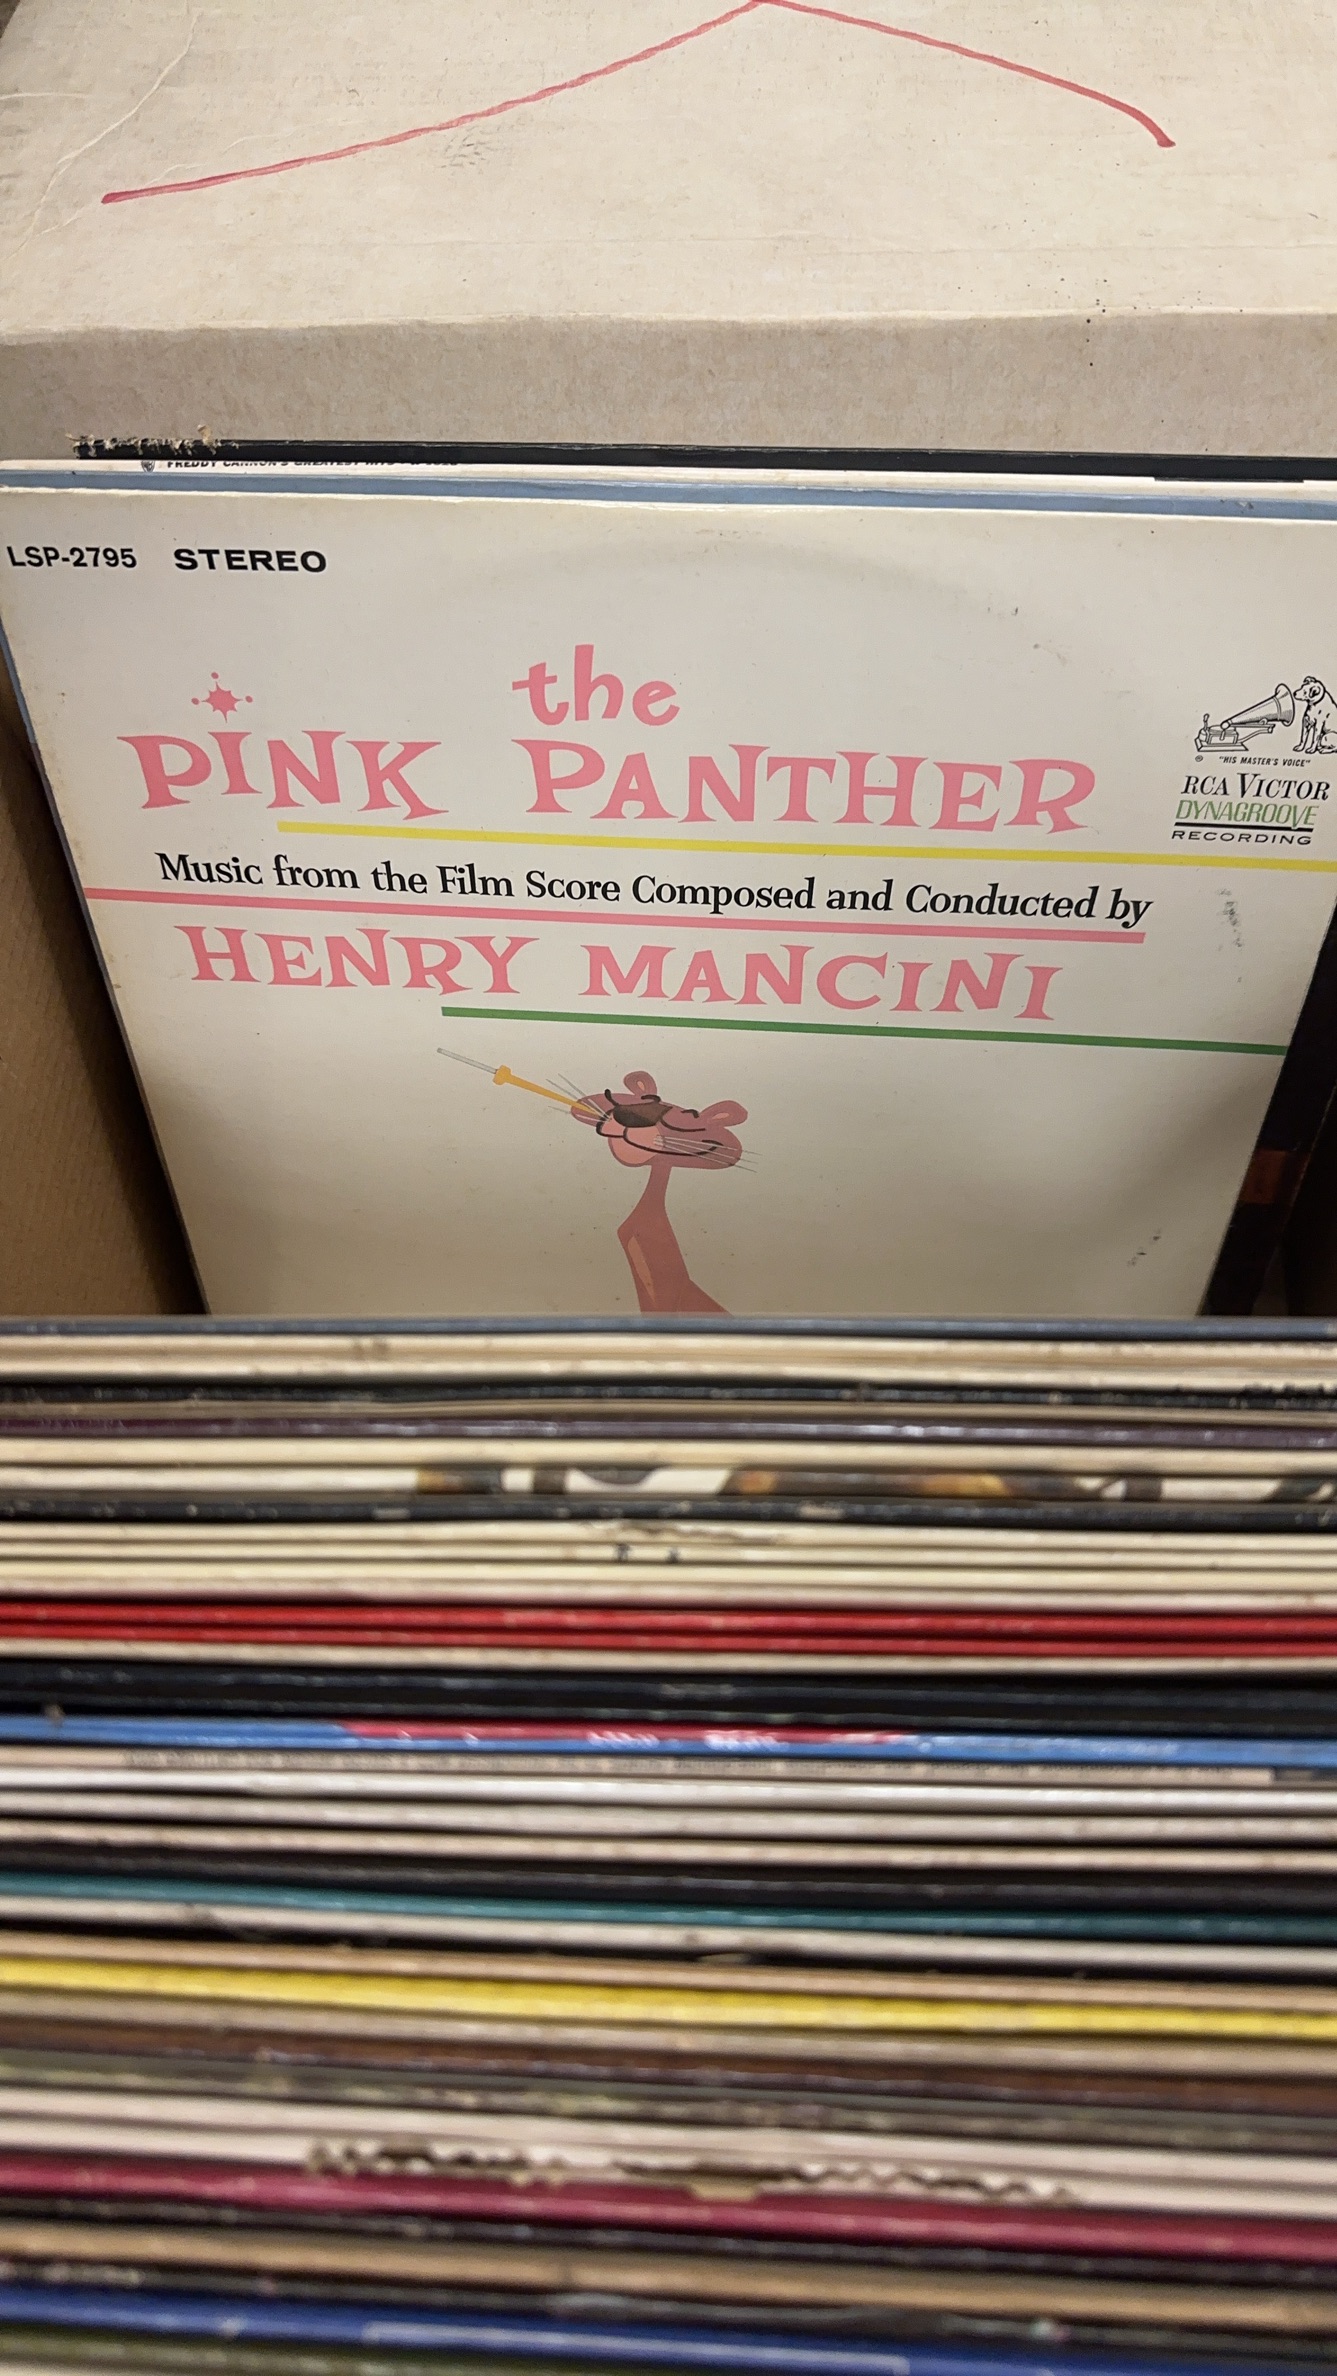 FREDDY CANNON'S GREATEST HITS
LSP-2795 STEREO
the
PINK PANTHER
"HIS MASTER'S VOICE"
RCA VICTOR
DYNAGROOVE
RECORDING
Music from the Film Score Composed and Conducted by
HENRY MANCINI